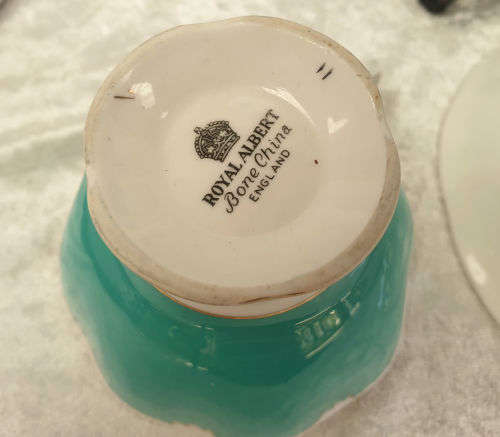 ROYAL ALBERT
Bone China
ENGLAND